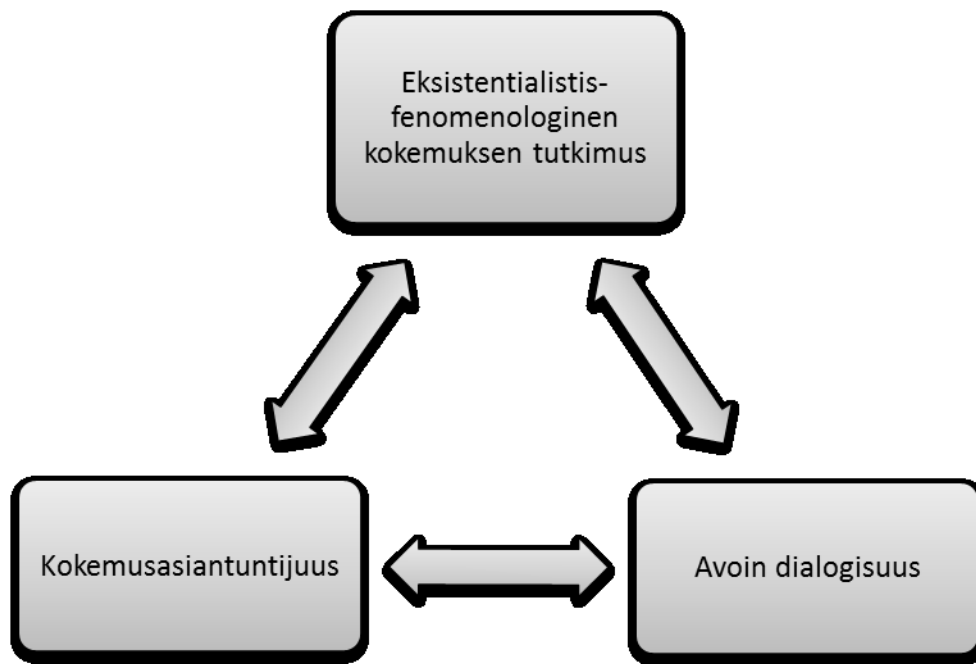 Eksistentialistis-
fenomenologinen
kokemuksen tutkimus
Kokemusasiantuntijuus
Avoin dialogisuus